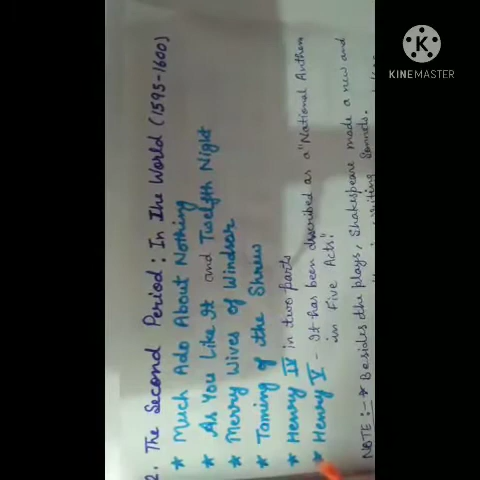 2. The Second Period: In The World (1595-1600)
* Much Ado About Nothing
* As You Like It and Twelfth Night
* Merry Wives of Windsor
* Taming of the Shrew
* Henry IV in two parts
* Henry V - It has been described as a "National Anthem
in Five Acts".
NOTE :- * Besides the plays, Shakespeare made a new and
writing Sonnets.
KINEMASTER